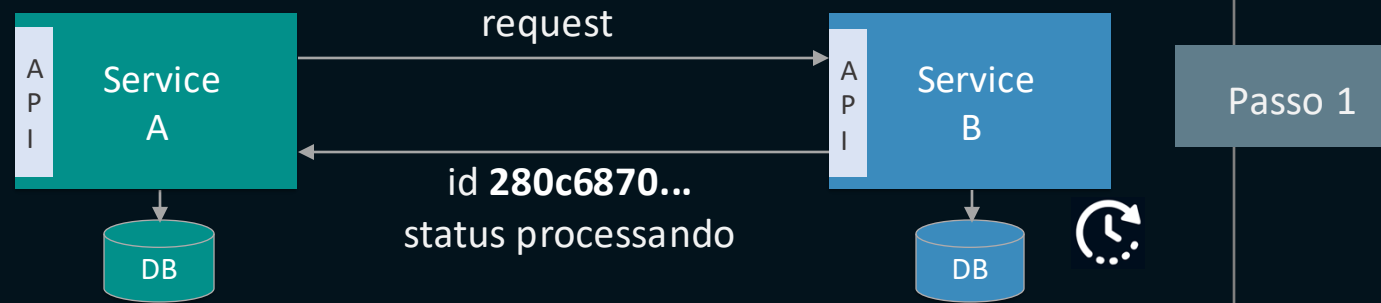 request
A
P
I
Service
A
A
P
I
Service
B
Passo 1
id 280c6870...
status processando
DB
DB